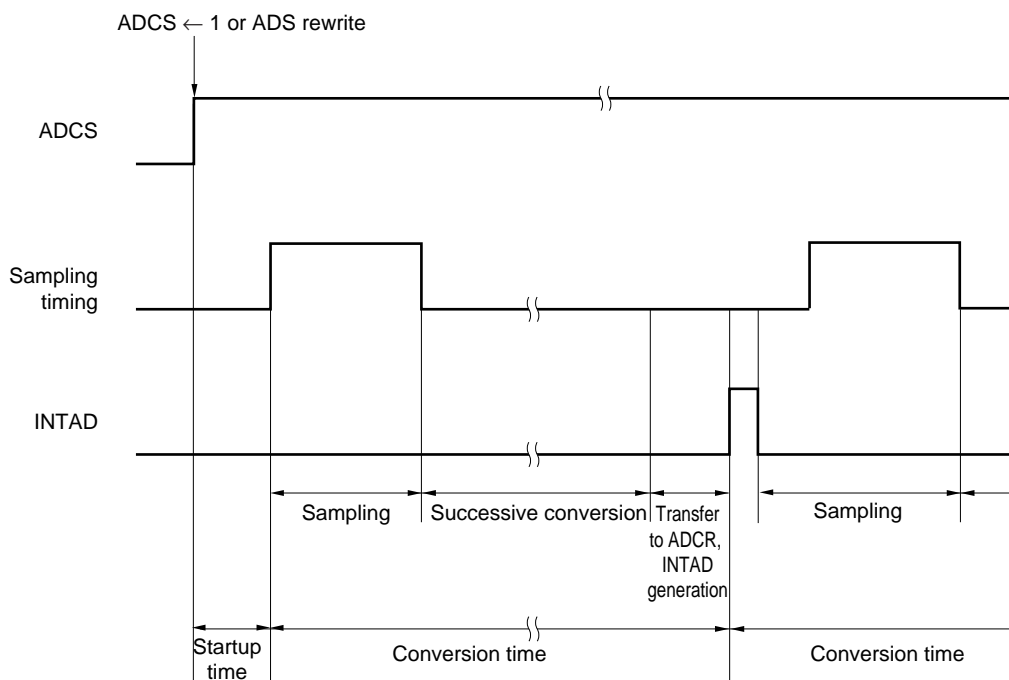 ADCS ← 1 or ADS rewrite
ADCS
Sampling
timing
INTAD
Sampling
Successive conversion
Transfer
to ADCR,
INTAD
generation
Sampling
Startup
time
Conversion time
Conversion time